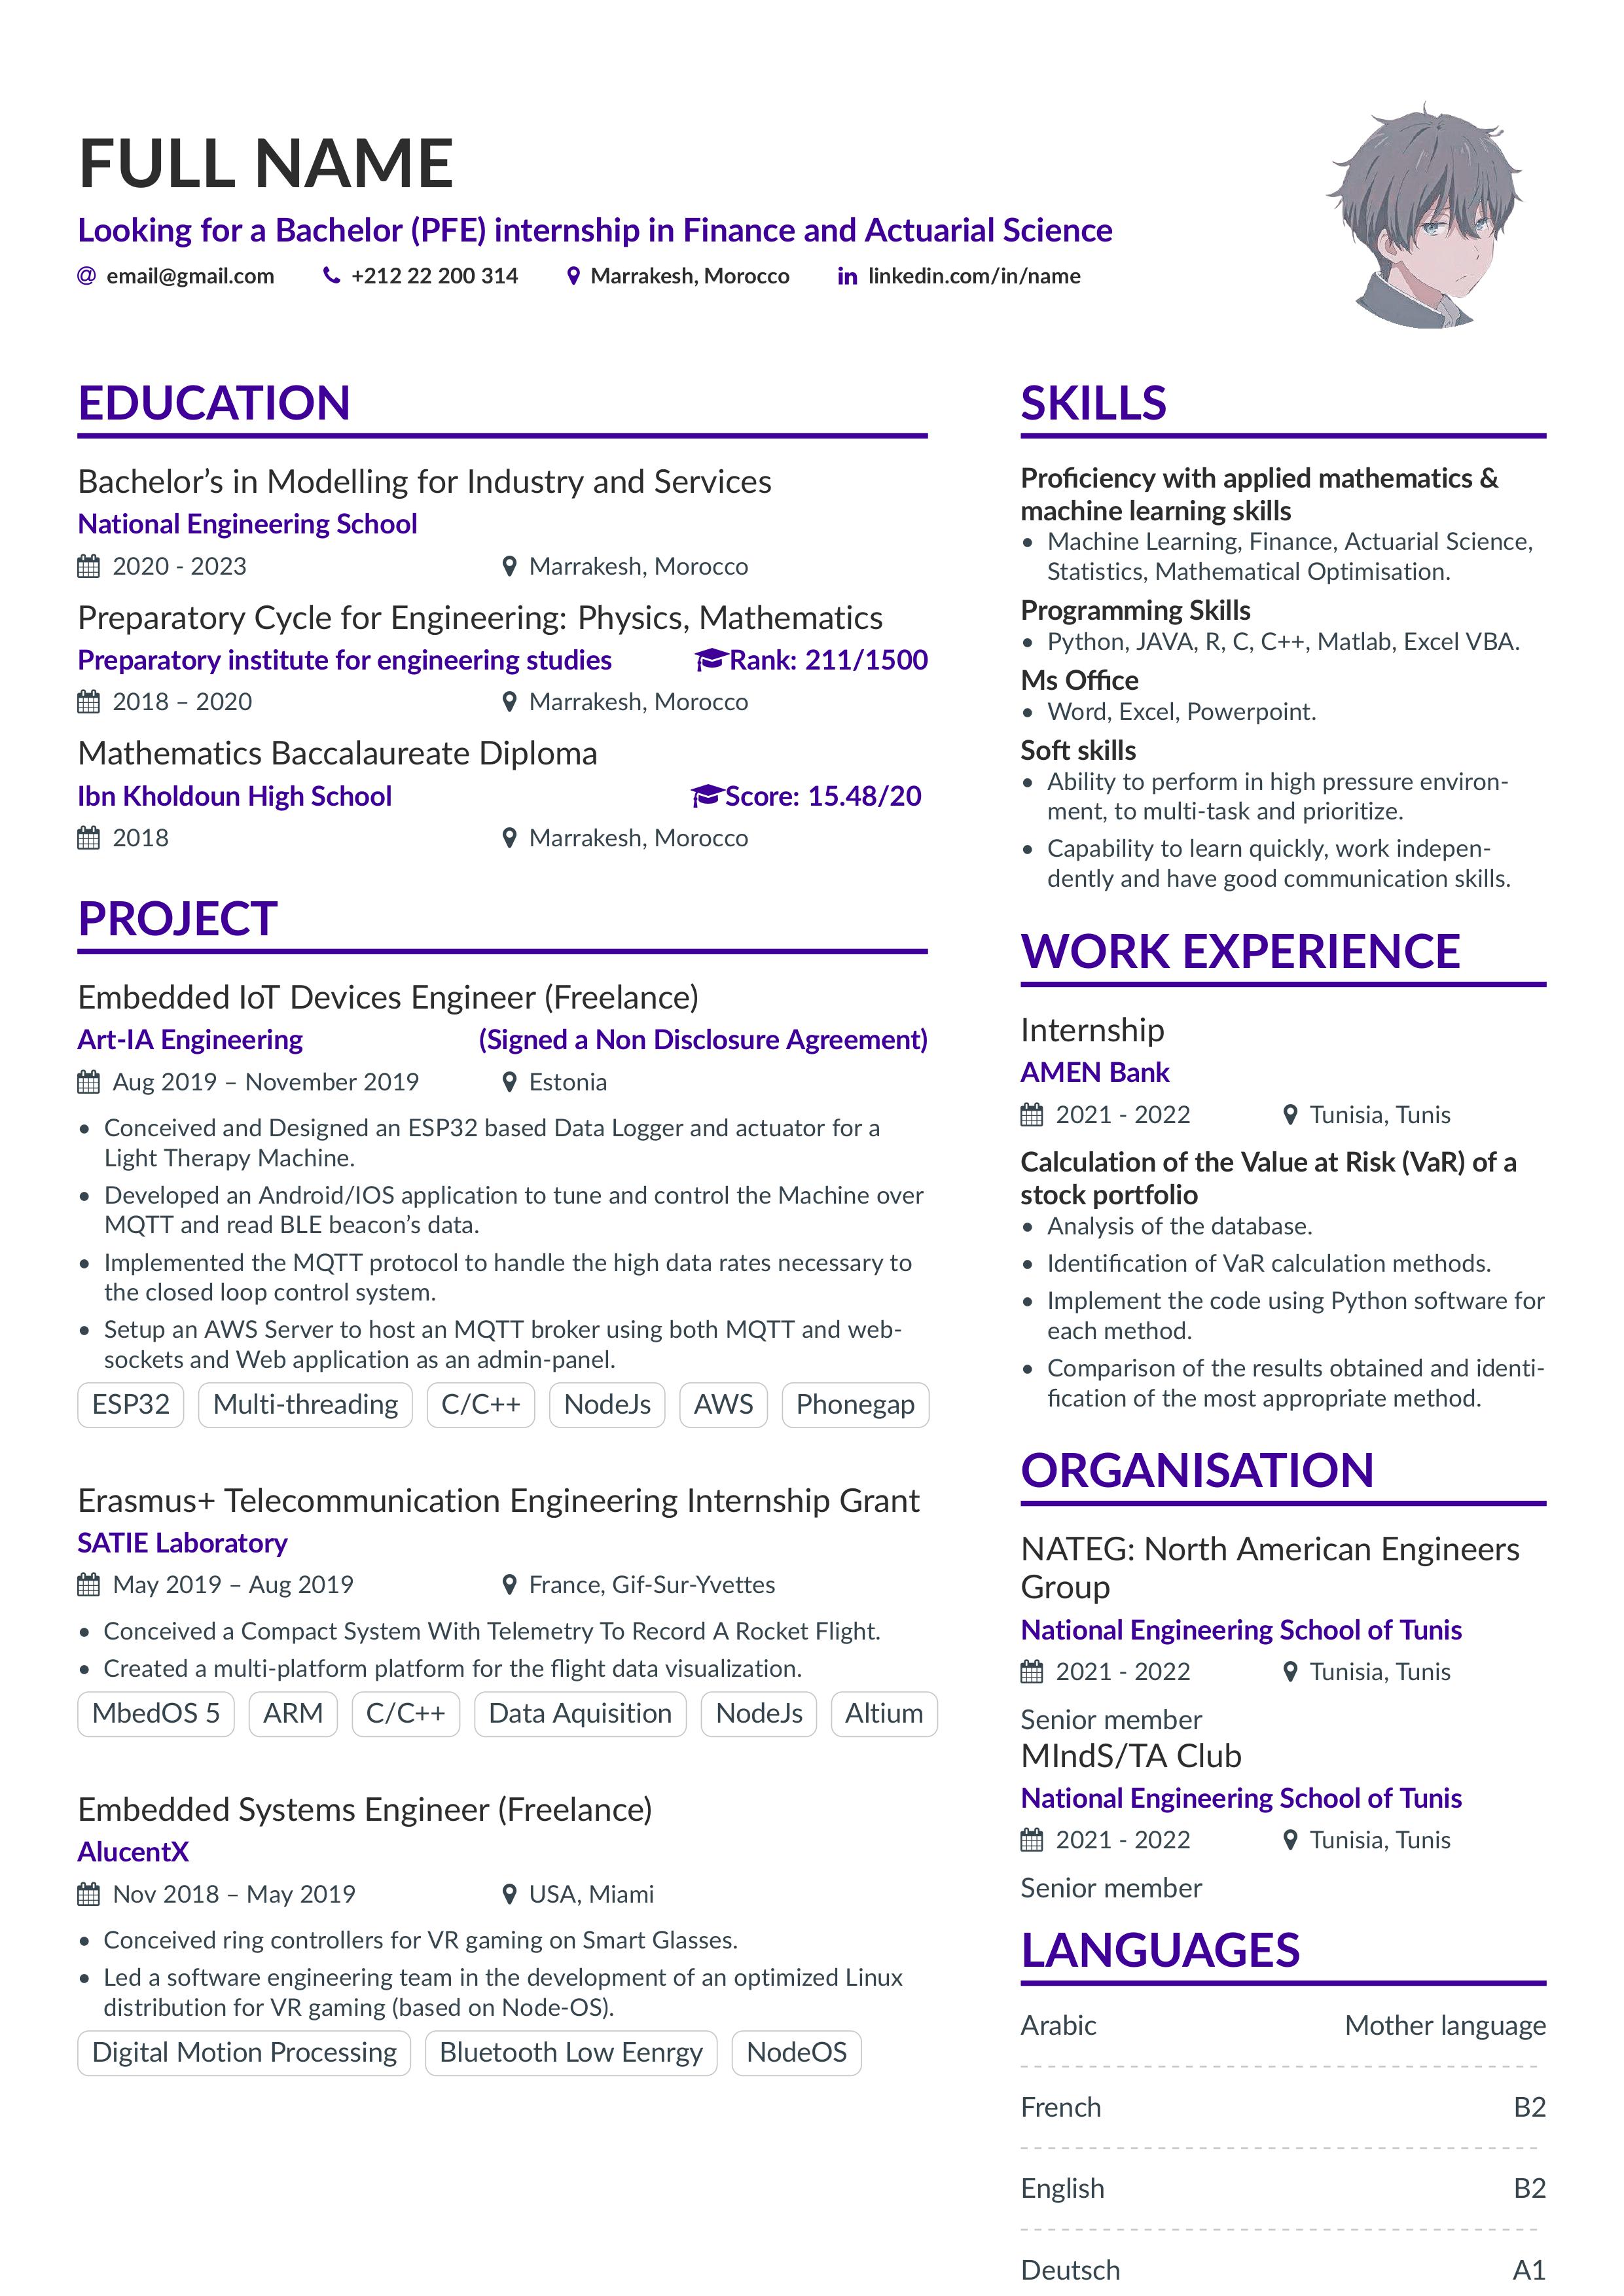 FULL NAME
Looking for a Bachelor (PFE) internship in Finance and Actuarial Science
@ email@gmail.com +212 22 200 314 Marrakesh, Morocco in linkedin.com/in/name
EDUCATION
Bachelor’s in Modelling for Industry and Services
National Engineering School
2020 - 2023 Marrakesh, Morocco
Preparatory Cycle for Engineering: Physics, Mathematics
Preparatory institute for engineering studies Rank: 211/1500
2018 – 2020 Marrakesh, Morocco
Mathematics Baccalaureate Diploma
Ibn Kholdoun High School Score: 15.48/20
2018 Marrakesh, Morocco
PROJECT
Embedded IoT Devices Engineer (Freelance)
Art-IA Engineering (Signed a Non Disclosure Agreement)
Aug 2019 – November 2019 Estonia
• Conceived and Designed an ESP32 based Data Logger and actuator for a
Light Therapy Machine.
• Developed an Android/IOS application to tune and control the Machine over
MQTT and read BLE beacon’s data.
• Implemented the MQTT protocol to handle the high data rates necessary to
the closed loop control system.
• Setup an AWS Server to host an MQTT broker using both MQTT and web-
sockets and Web application as an admin-panel.
ESP32 Multi-threading C/C++ NodeJs AWS Phonegap
Erasmus+ Telecommunication Engineering Internship Grant
SATIE Laboratory
May 2019 – Aug 2019 France, Gif-Sur-Yvettes
• Conceived a Compact System With Telemetry To Record A Rocket Flight.
• Created a multi-platform platform for the flight data visualization.
MbedOS 5 ARM C/C++ Data Aquisition NodeJs Altium
Embedded Systems Engineer (Freelance)
AlucentX
Nov 2018 – May 2019 USA, Miami
• Conceived ring controllers for VR gaming on Smart Glasses.
• Led a software engineering team in the development of an optimized Linux
distribution for VR gaming (based on Node-OS).
Digital Motion Processing Bluetooth Low Eenrgy NodeOS
SKILLS
Proficiency with applied mathematics &
machine learning skills
• Machine Learning, Finance, Actuarial Science,
Statistics, Mathematical Optimisation.
Programming Skills
• Python, JAVA, R, C, C++, Matlab, Excel VBA.
Ms Office
• Word, Excel, Powerpoint.
Soft skills
• Ability to perform in high pressure environ-
ment, to multi-task and prioritize.
• Capability to learn quickly, work indepen-
dently and have good communication skills.
WORK EXPERIENCE
Internship
AMEN Bank
2021 - 2022 Tunisia, Tunis
Calculation of the Value at Risk (VaR) of a
stock portfolio
• Analysis of the database.
• Identification of VaR calculation methods.
• Implement the code using Python software for
each method.
• Comparison of the results obtained and identi-
fication of the most appropriate method.
ORGANISATION
NATEG: North American Engineers
Group
National Engineering School of Tunis
2021 - 2022 Tunisia, Tunis
Senior member
MIndS/TA Club
National Engineering School of Tunis
2021 - 2022 Tunisia, Tunis
Senior member
LANGUAGES
Arabic Mother language
French B2
English B2
Deutsch A1